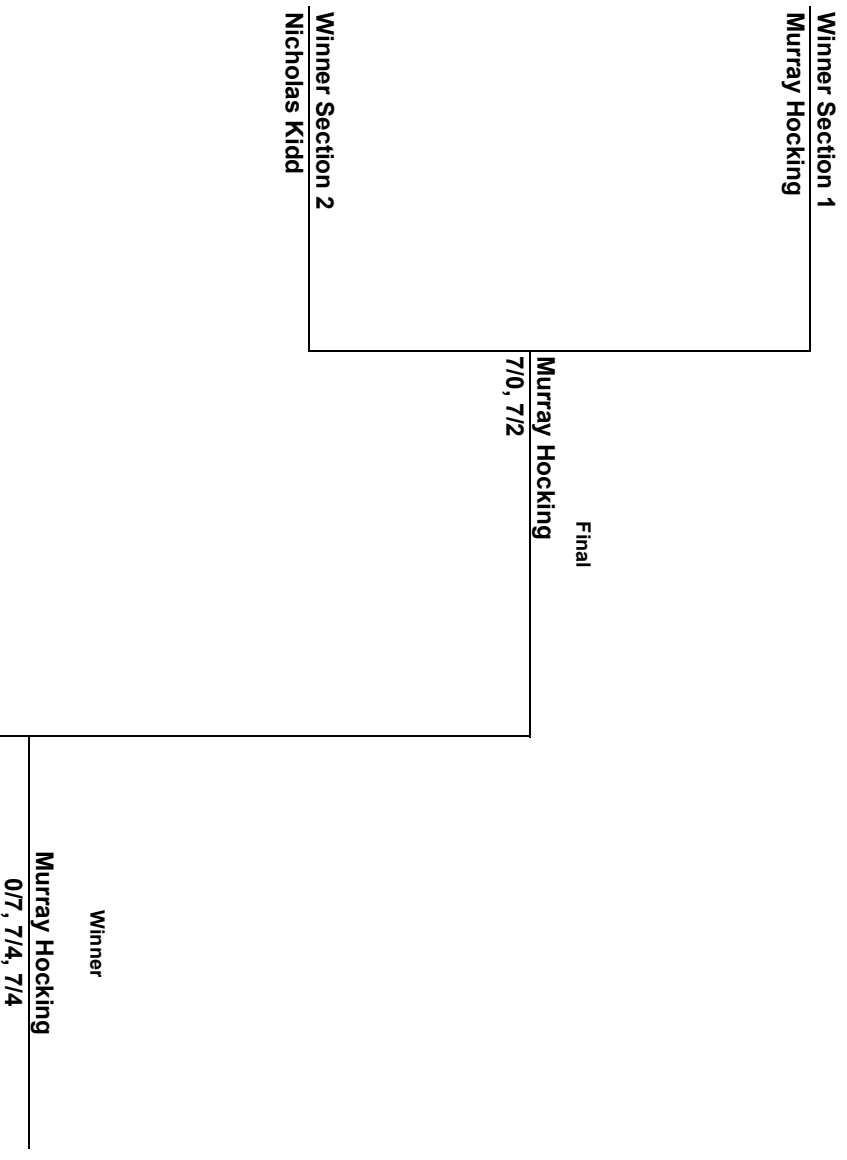 Winner Section 1
Murray Hocking
Winner Section 2
Nicholas Kidd
Final
Murray Hocking
7/0, 7/2
Winner
Murray Hocking
0/7, 7/4, 7/4